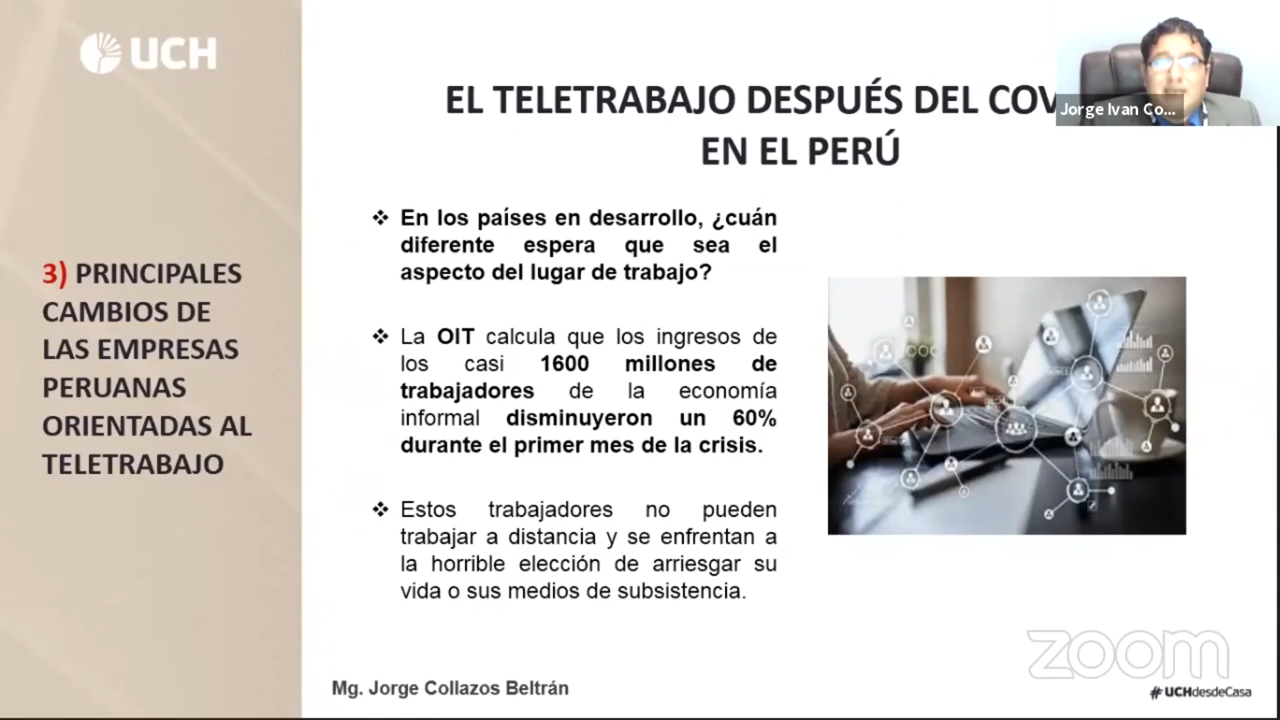 UCH
EL TELETRABAJO DESPUÉS DEL COV
EN EL PERÚ
Jorge Ivan Co...
3) PRINCIPALES
CAMBIOS DE
LAS EMPRESAS
PERUANAS
ORIENTADAS AL
TELETRABAJO
❖ En los países en desarrollo, ¿cuán
diferente espera que sea el
aspecto del lugar de trabajo?
❖ La OIT calcula que los ingresos de
los casi 1600 millones de
trabajadores de la economía
informal disminuyeron un 60%
durante el primer mes de la crisis.
❖ Estos trabajadores no pueden
trabajar a distancia y se enfrentan a
la horrible elección de arriesgar su
vida o sus medios de subsistencia.
Mg. Jorge Collazos Beltrán
zoom
#UCHdesdeCasa